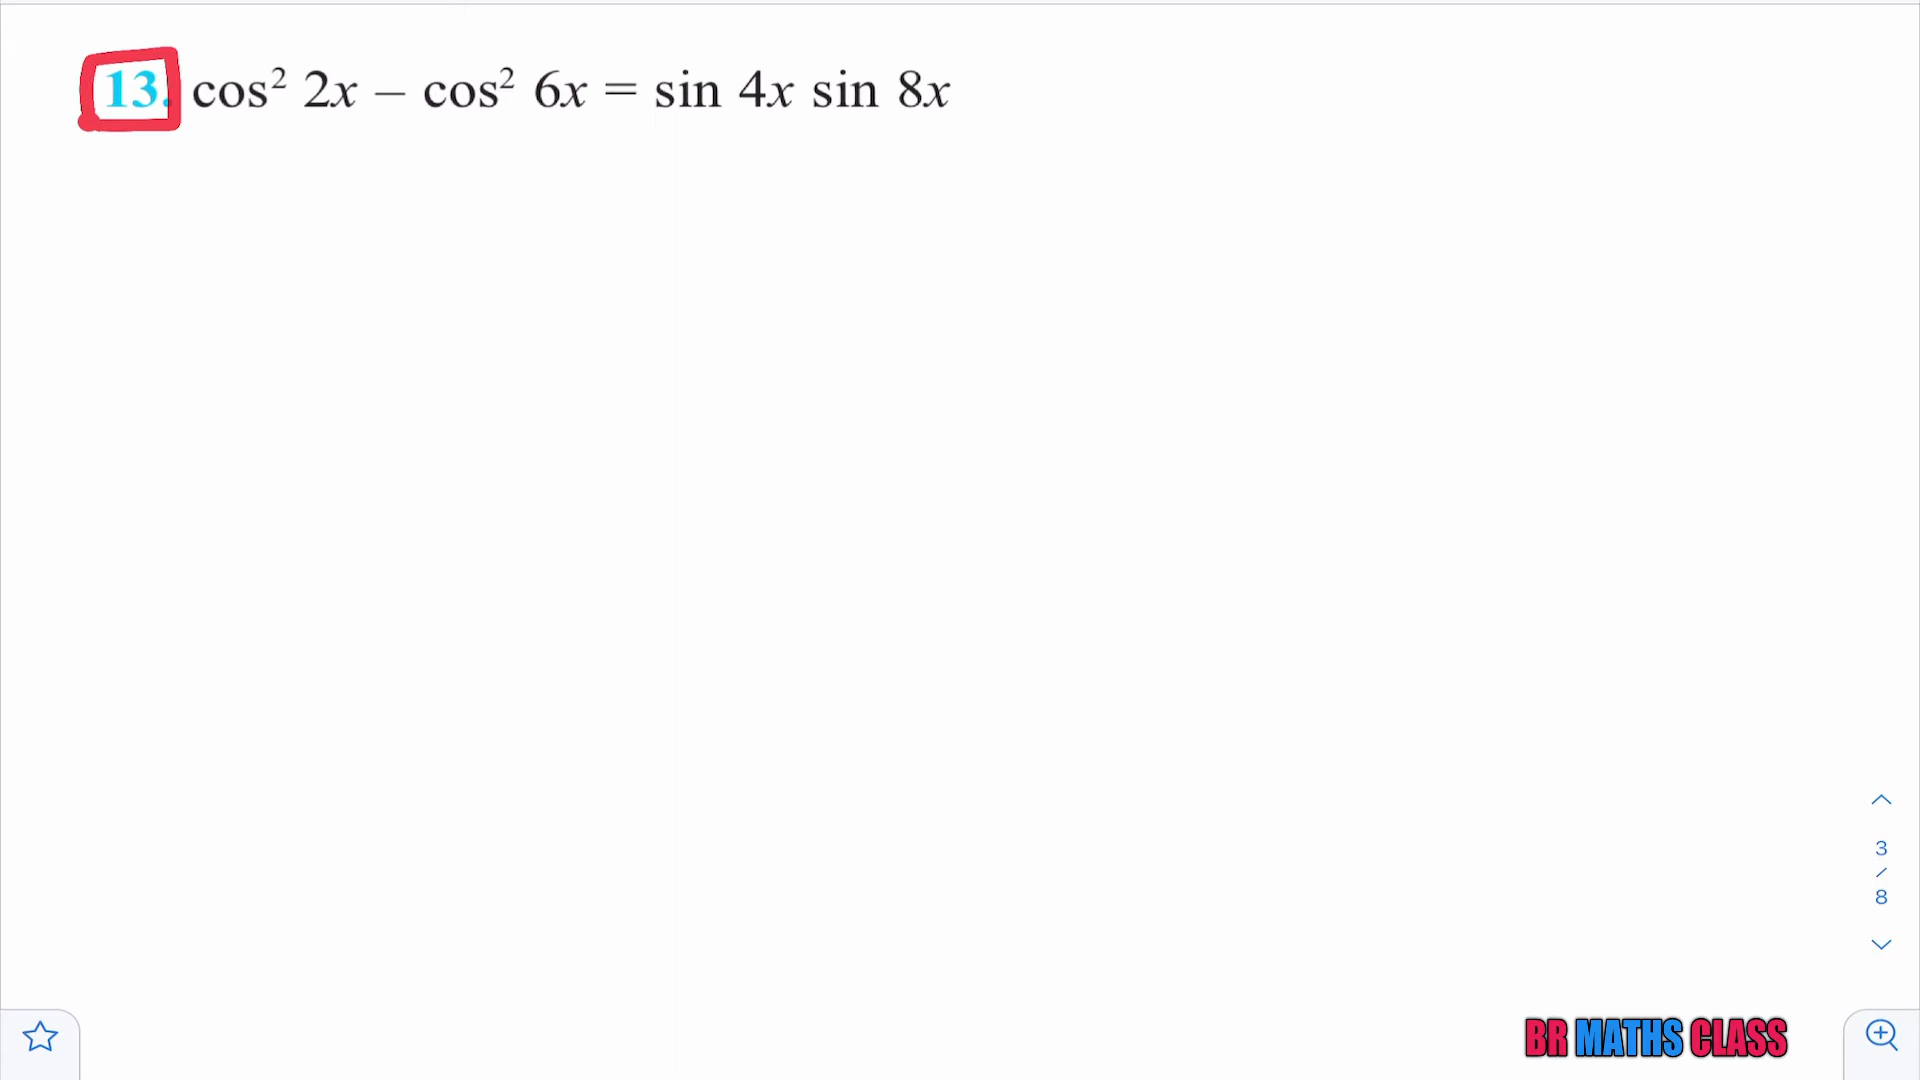 13. cos² 2x – cos² 6x = sin 4x sin 8x
3
/
8
BR MATHS CLASS